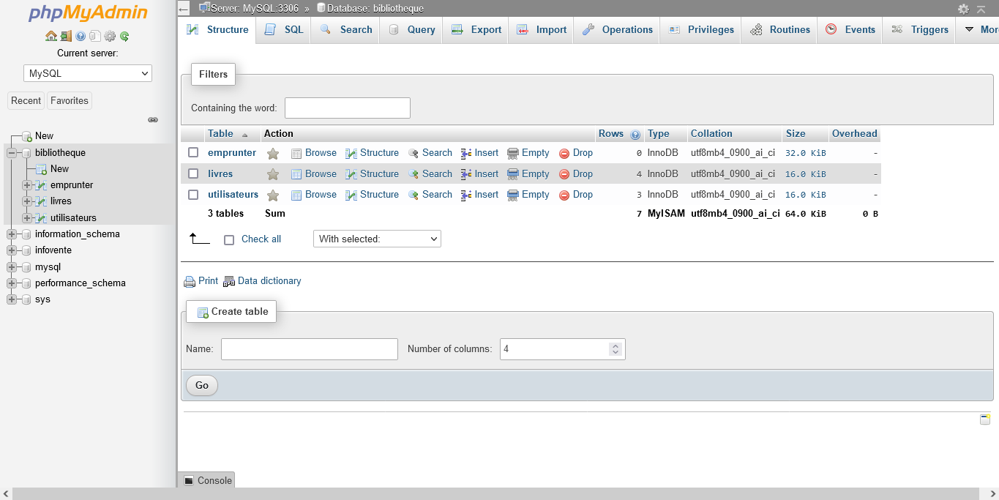 phpMyAdmin
Current server:
MySQL
Recent Favorites
New
bibliotheque
New
emprunter
livres
utilisateurs
information_schema
infovente
mysql
performance_schema
sys
Server: MySQL:3306 » Database: bibliotheque
Structure SQL Search Query Export Import Operations Privileges Routines Events Triggers Mor
Filters
Containing the word:
Table Action Rows Type Collation Size Overhead
emprunter Browse Structure Search Insert Empty Drop 0 InnoDB utf8mb4_0900_ai_ci 32.0 KiB -
livres Browse Structure Search Insert Empty Drop 4 InnoDB utf8mb4_0900_ai_ci 16.0 KiB -
utilisateurs Browse Structure Search Insert Empty Drop 3 InnoDB utf8mb4_0900_ai_ci 16.0 KiB -
3 tables Sum 7 MyISAM utf8mb4_0900_ai_ci 64.0 KiB 0 B
Check all With selected:
Print Data dictionary
Create table
Name: Number of columns: 4
Go
Console